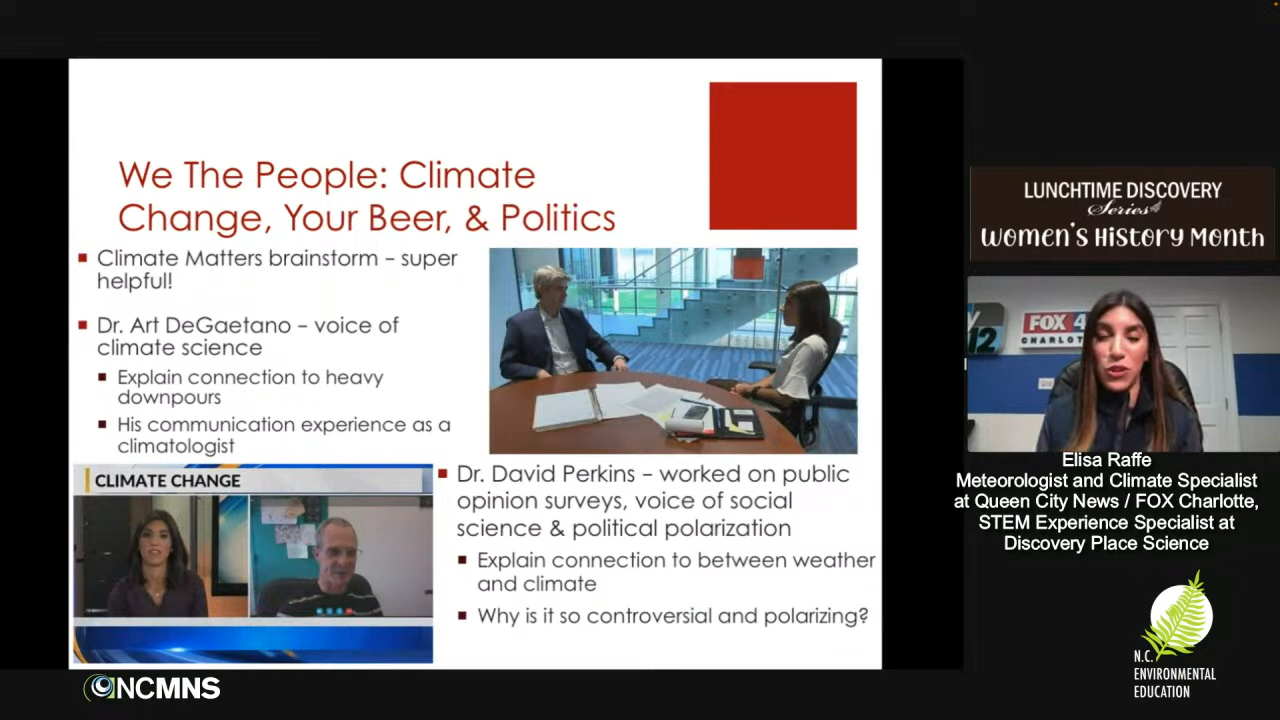 We The People: Climate
Change, Your Beer, & Politics
Climate Matters brainstorm – super
helpful!
Dr. Art DeGaetano – voice of
climate science
Explain connection to heavy
downpours
His communication experience as a
climatologist
CLIMATE CHANGE
Dr. David Perkins – worked on public
opinion surveys, voice of social
science & political polarization
Explain connection to between weather
and climate
Why is it so controversial and polarizing?
LUNCHTIME DISCOVERY
Series
Women's History Month
12
FOX 4
CHARLOT
Elisa Raffe
Meteorologist and Climate Specialist
at Queen City News / FOX Charlotte,
STEM Experience Specialist at
Discovery Place Science
NCMNS
N.C.
ENVIRONMENTAL
EDUCATION